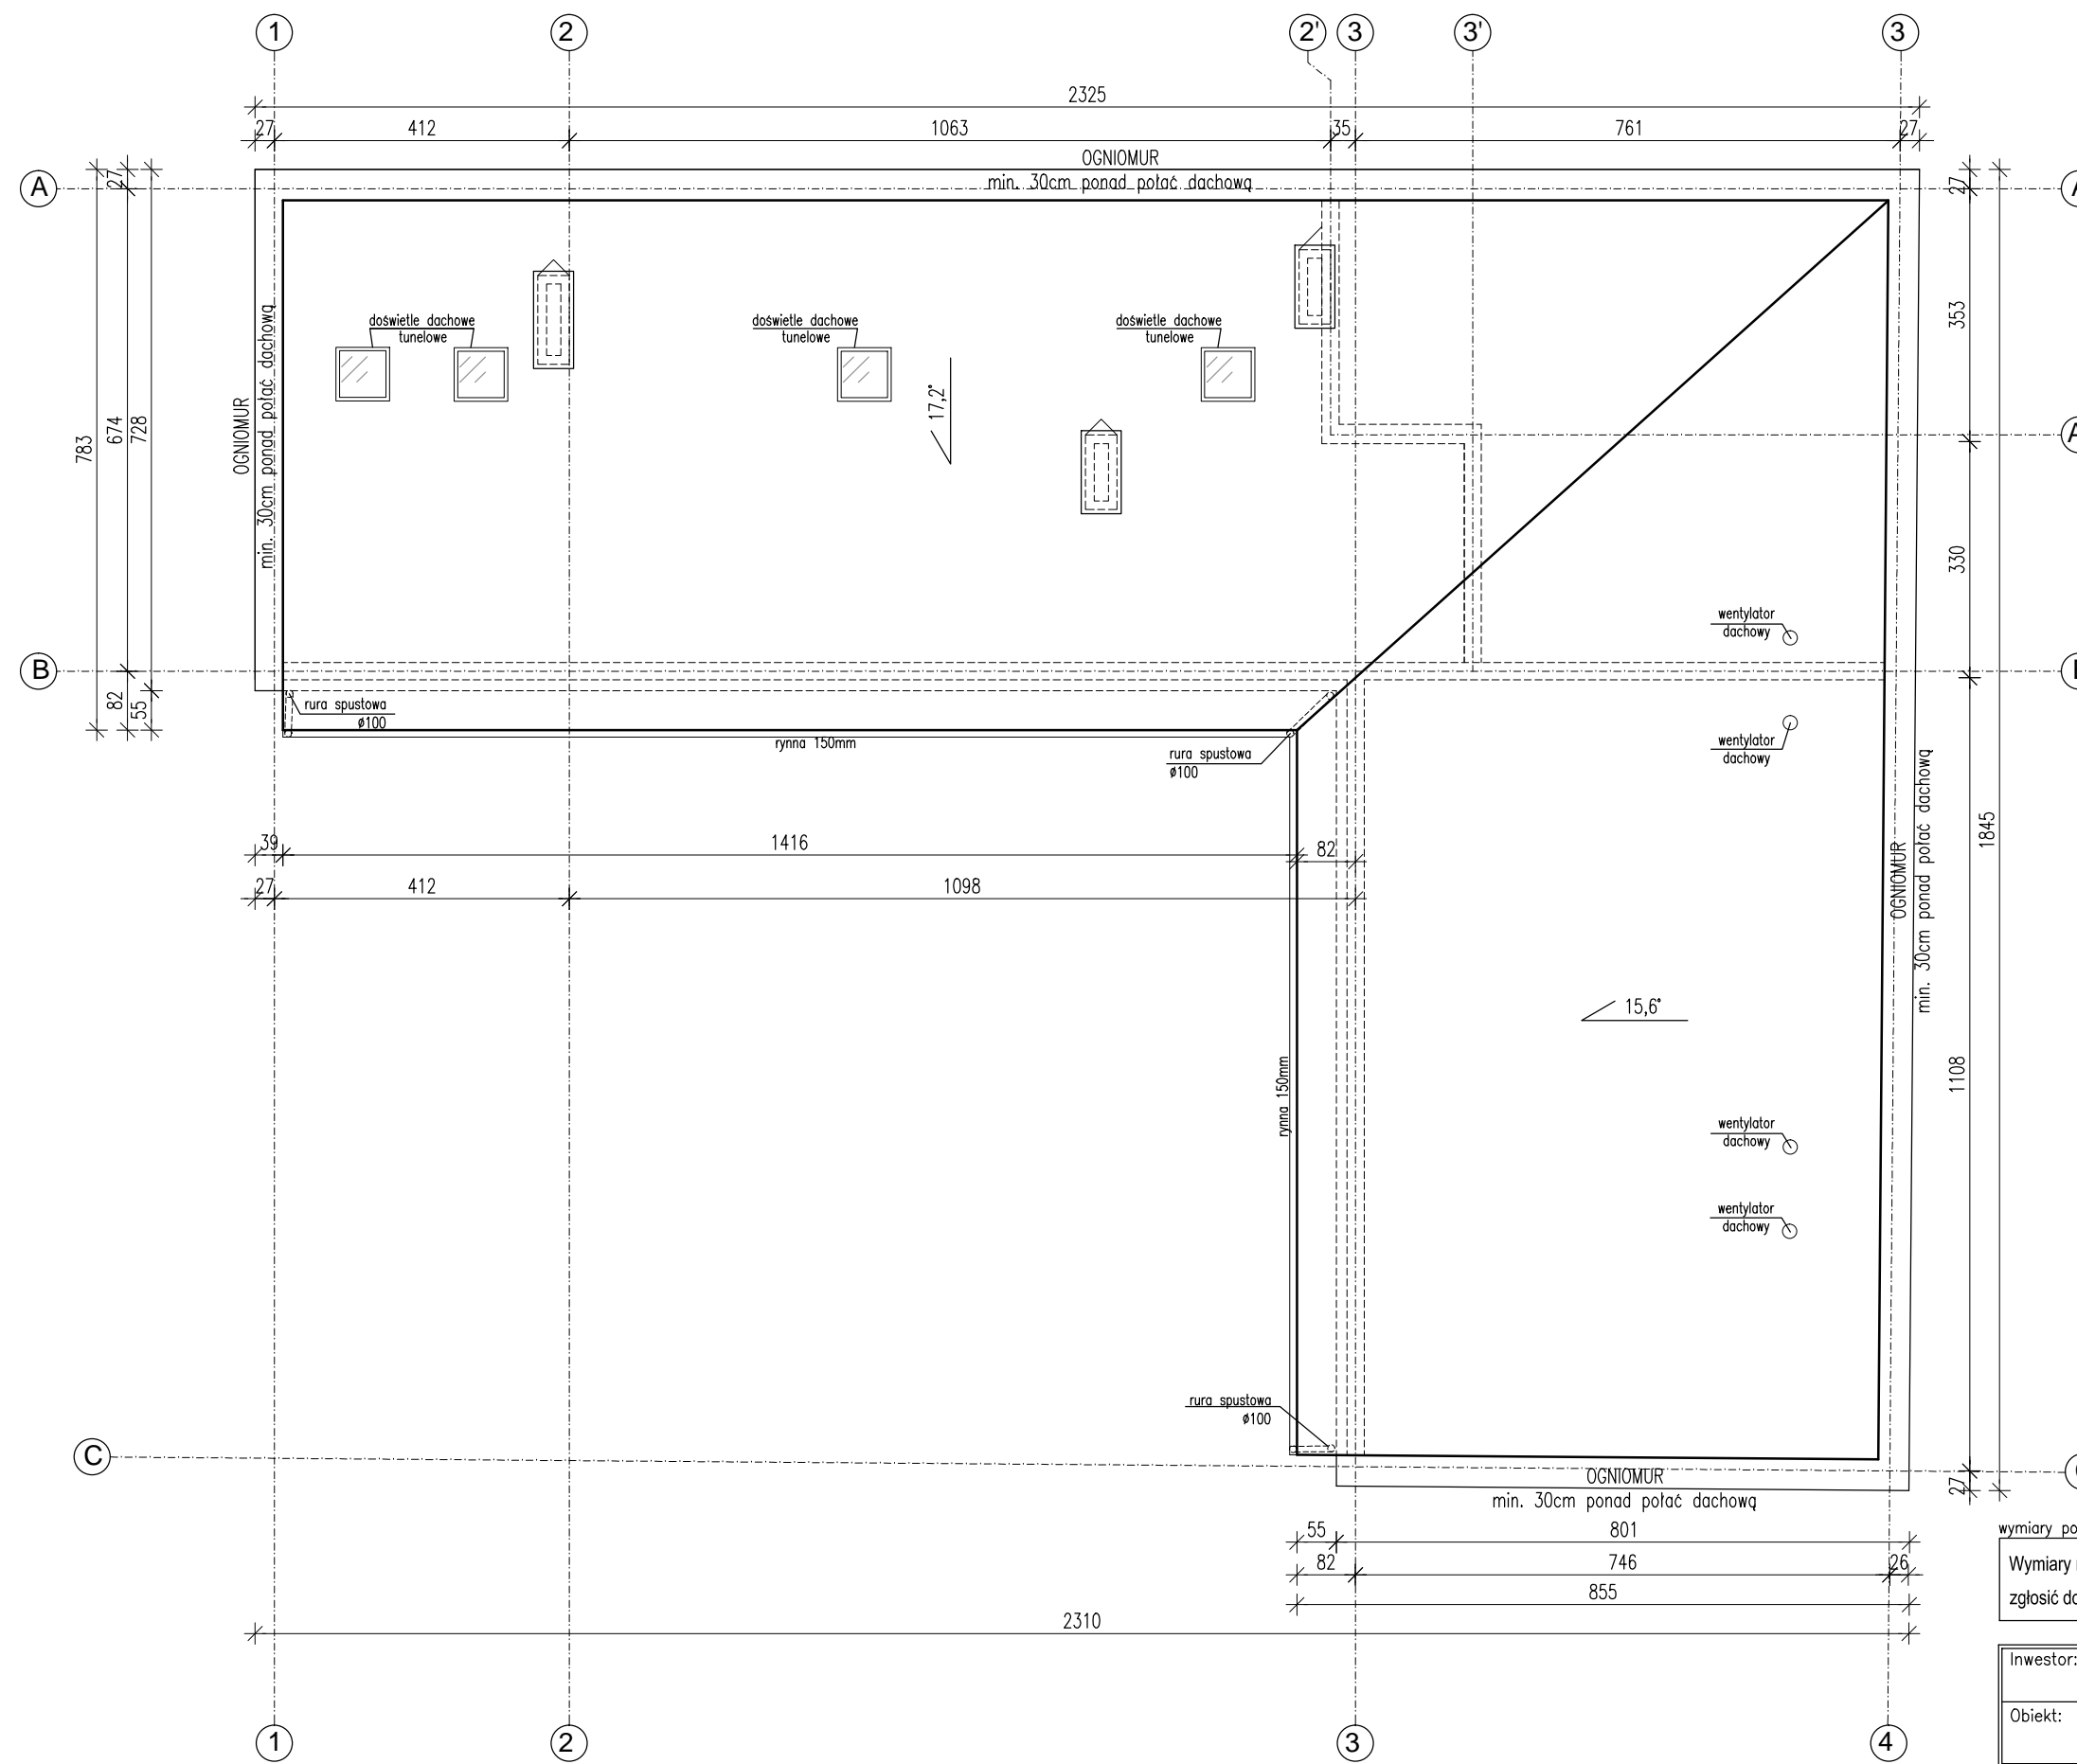 1 2 2' 3 3' 3
2325
27 412 1063 35 761 27
OGNIOMUR
min. 30cm ponad połać dachową
A
27
27
A
doświetle dachowe
tunelowe
doświetle dachowe
tunelowe
doświetle dachowe
tunelowe
353
17,2°
OGNIOMUR
min. 30cm ponad połać dachową
783
674
728
A
330
wentylator
dachowy
B
82
55
rura spustowa
ø100
rynna 150mm
rura spustowa
ø100
wentylator
dachowy
39 1416 82
27 412 1098
OGNIOMUR
min. 30cm ponad połać dachową
1845
15,6°
rynna 150mm
1108
wentylator
dachowy
wentylator
dachowy
rura spustowa
ø100
C
OGNIOMUR
min. 30cm ponad połać dachową
27
55 801
82 746 26
855
2310
wymiary po
Wymiary
zgłosić do
Inwestor:
Obiekt:
1 2 3 4